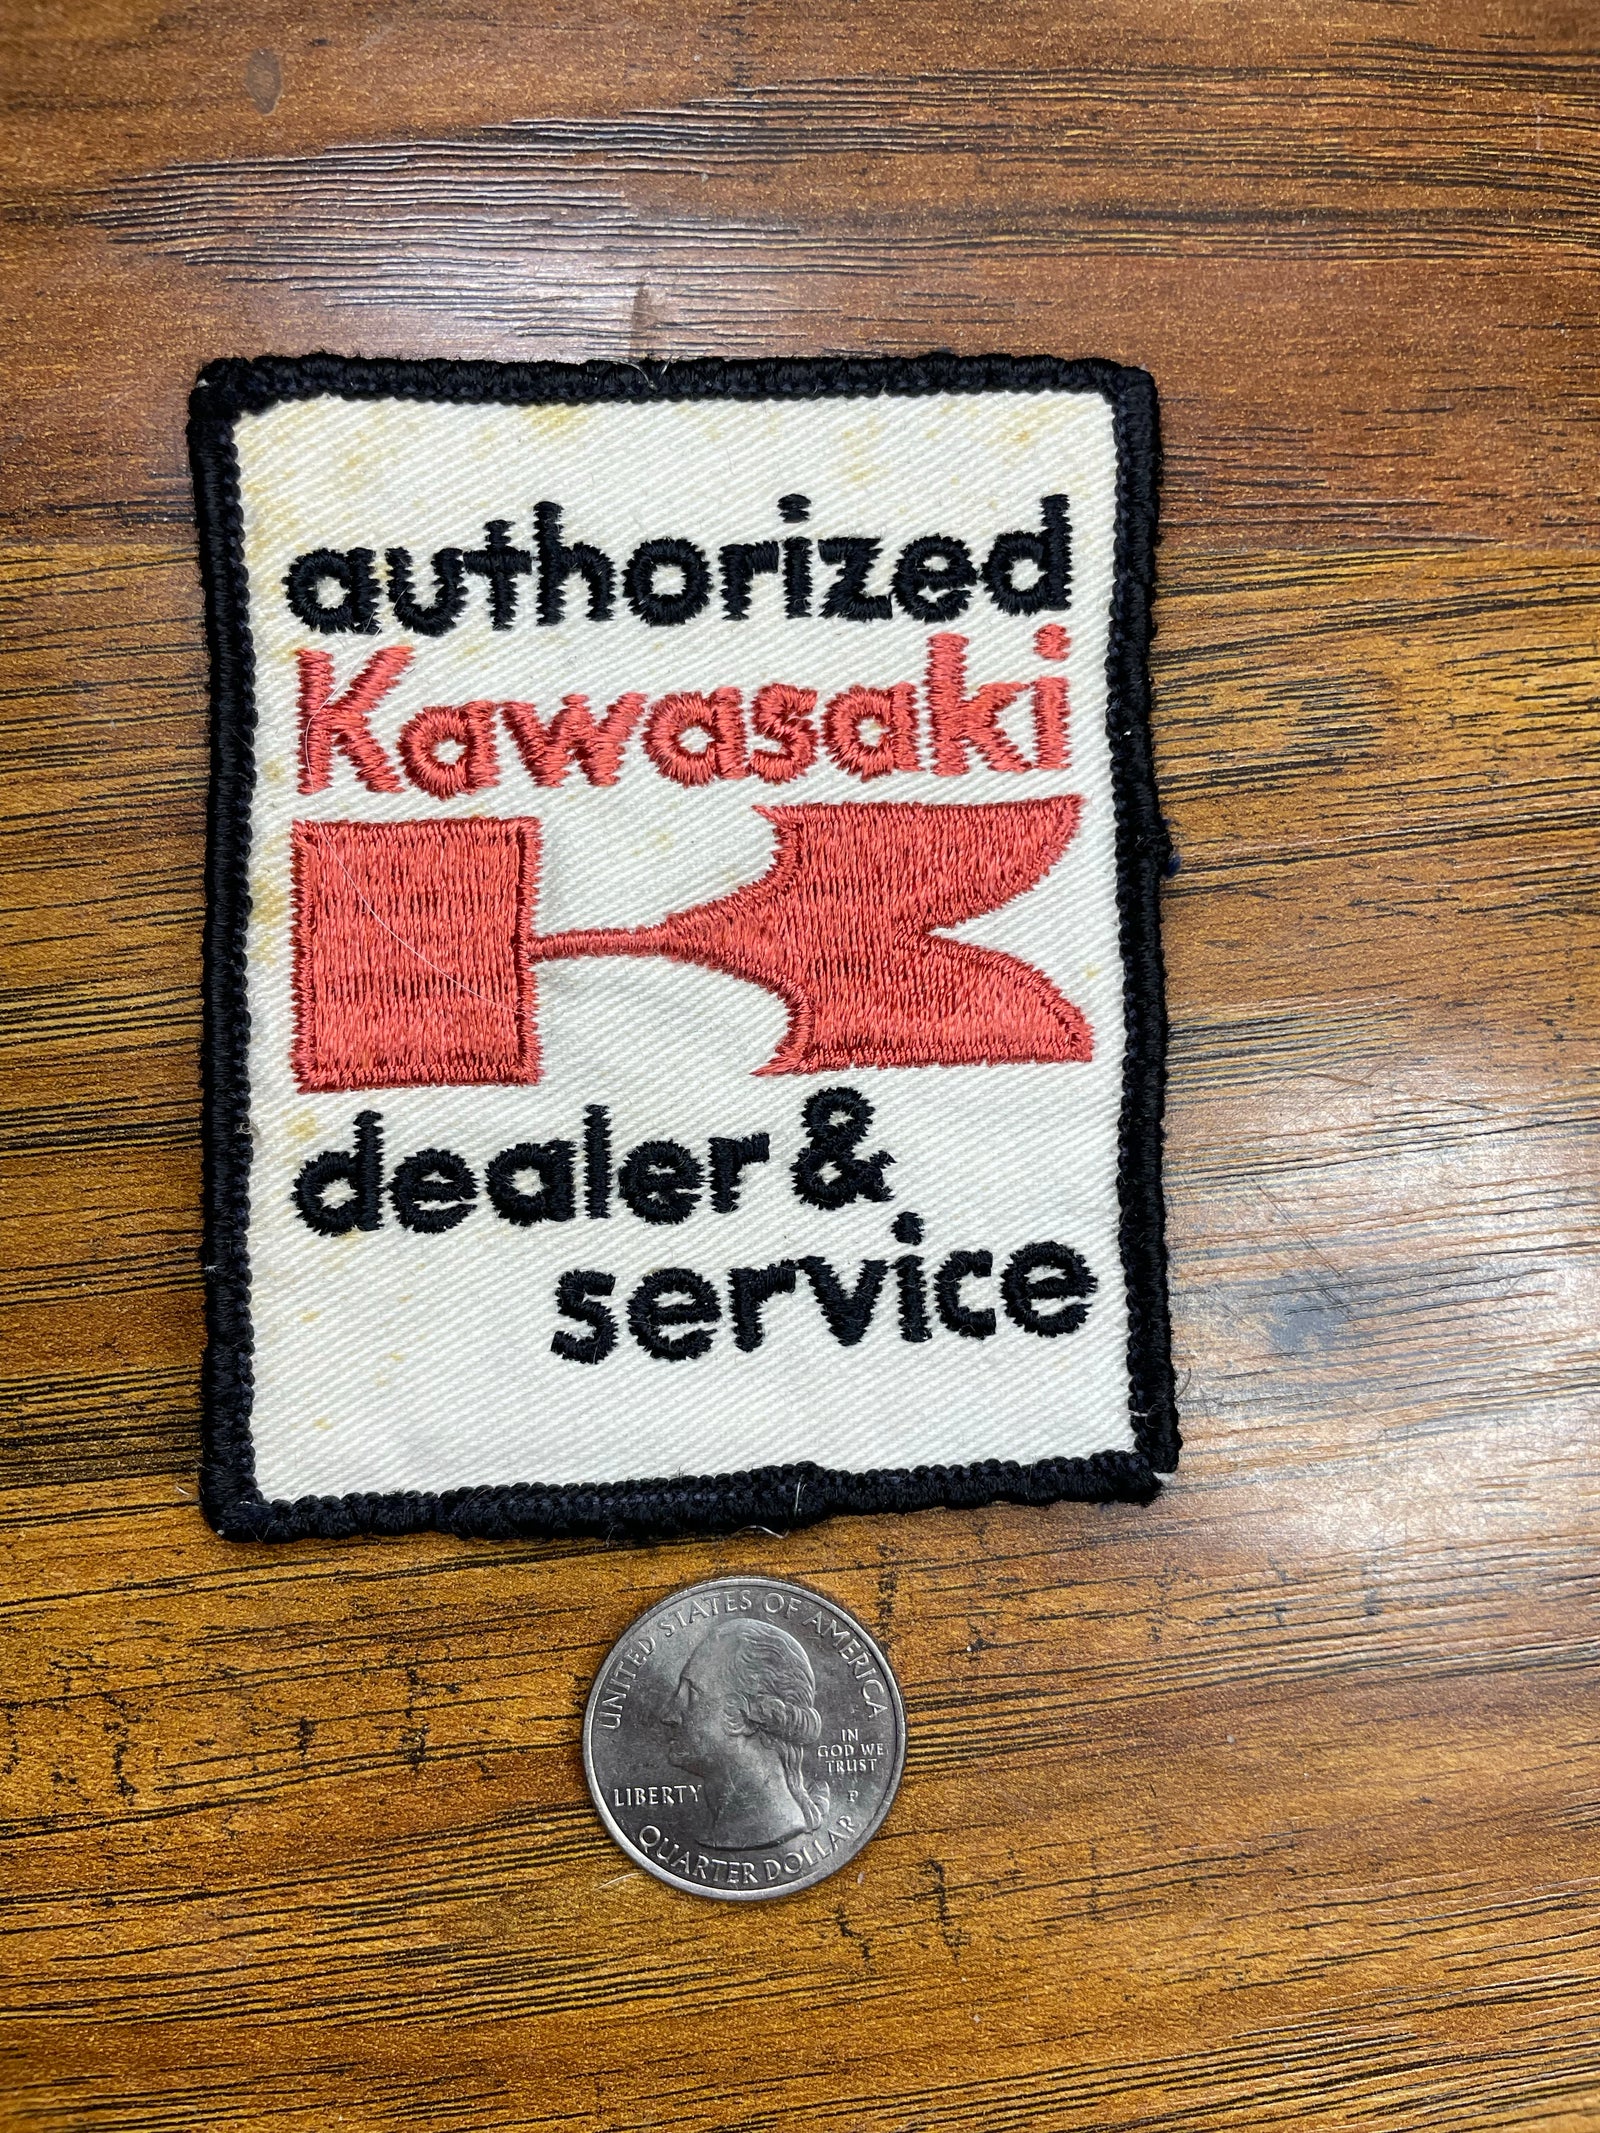 authorized
Kawasaki
dealer &
service
UNITED STATES OF AMERICA
IN
GOD WE
TRUST
LIBERTY
P
QUARTER DOLLAR